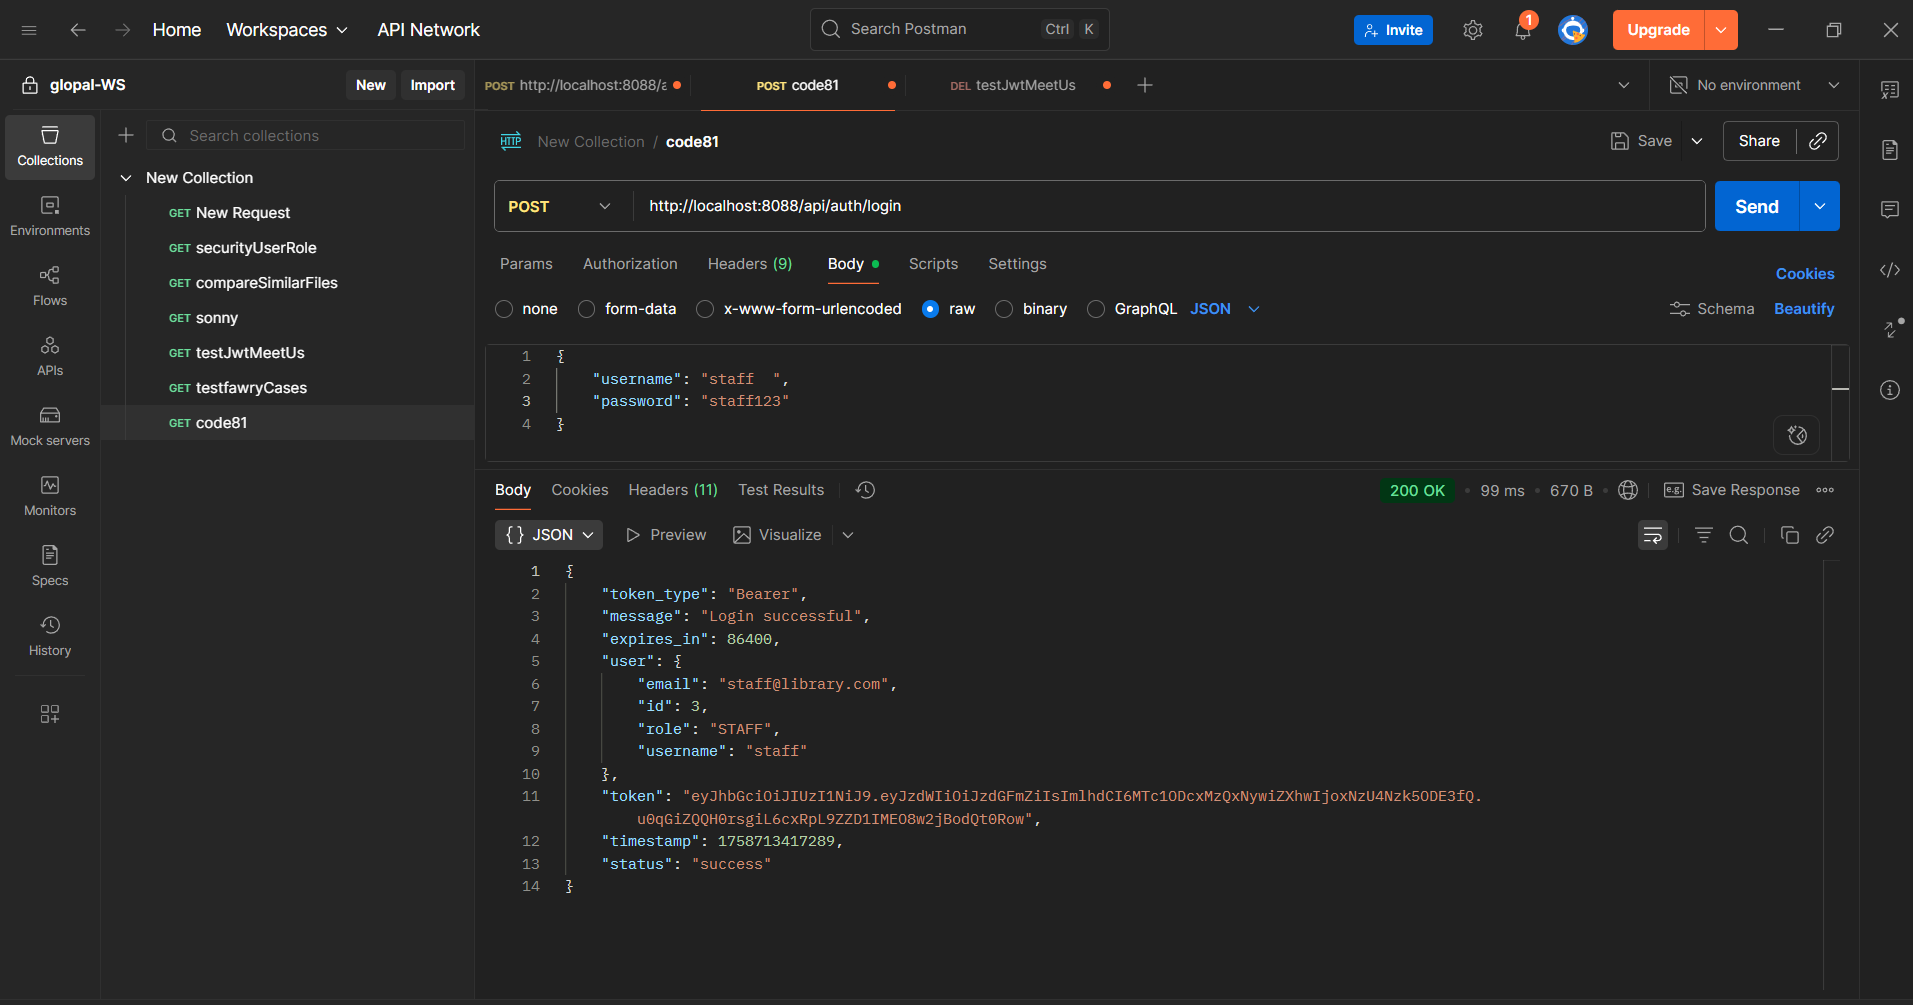 Home
Workspaces
API Network
Search Postman
Ctrl K
Invite
1
Upgrade
glopal-WS
New
Import
POST http://localhost:8088/a
POST code81
DEL testJwtMeetUs
No environment
Collections
Environments
Flows
APIs
Mock servers
Monitors
Specs
History
Search collections
New Collection
GET New Request
GET securityUserRole
GET compareSimilarFiles
GET sonny
GET testJwtMeetUs
GET testfawryCases
GET code81
HTTP New Collection / code81
Save
Share
POST
http://localhost:8088/api/auth/login
Send
Params
Authorization
Headers (9)
Body
Scripts
Settings
Cookies
none
form-data
x-www-form-urlencoded
raw
binary
GraphQL
JSON
Schema
Beautify
1 {
2 "username": "staff  ",
3 "password": "staff123"
4 }
Body
Cookies
Headers (11)
Test Results
200 OK
99 ms
670 B
e.g. Save Response
{} JSON
Preview
Visualize
1 {
2 "token_type": "Bearer",
3 "message": "Login successful",
4 "expires_in": 86400,
5 "user": {
6 "email": "staff@library.com",
7 "id": 3,
8 "role": "STAFF",
9 "username": "staff"
10 },
11 "token": "eyJhbGciOiJIUzI1NiJ9.eyJzdWIiOiJzdGFmZiIsImlhdCI6MTc1ODcxMzQxNywiZXhwIjoxNzU4Nzk5ODE3fQ.
u0qGiZQQH0rsgiL6cxRpL9ZZD1IMEO8w2jBodQt0Row",
12 "timestamp": 1758713417289,
13 "status": "success"
14 }